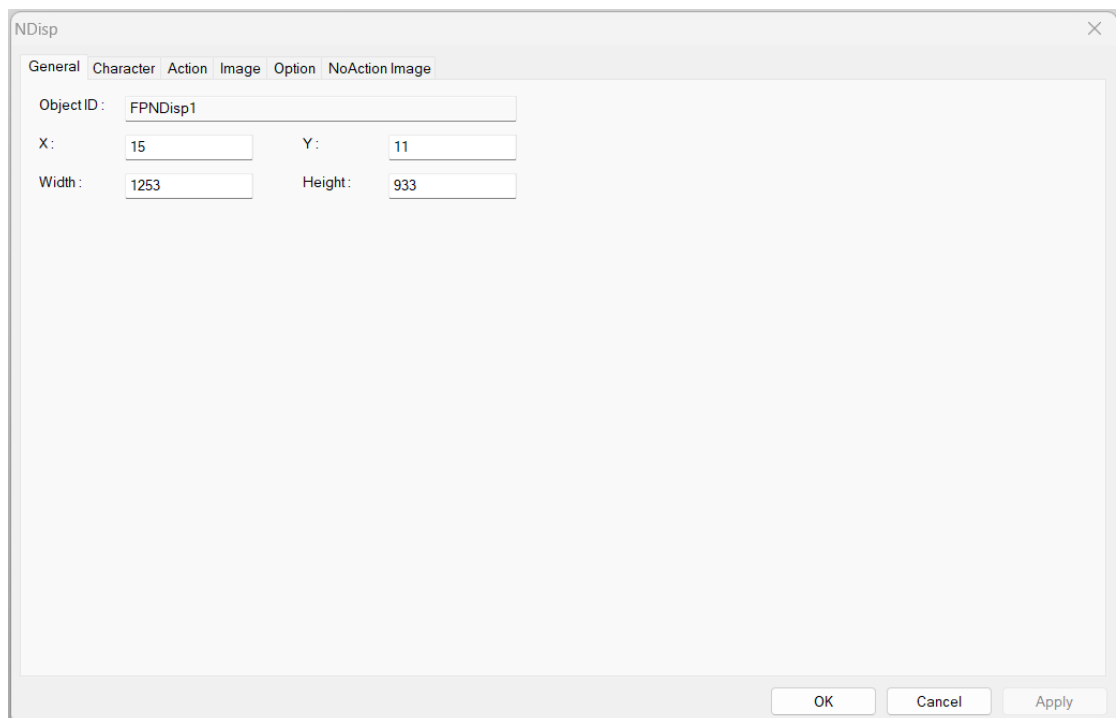 NDisp
General Character Action Image Option NoAction Image
Object ID : FPNDisp1
X : 15 Y : 11
Width : 1253 Height : 933
OK Cancel Apply